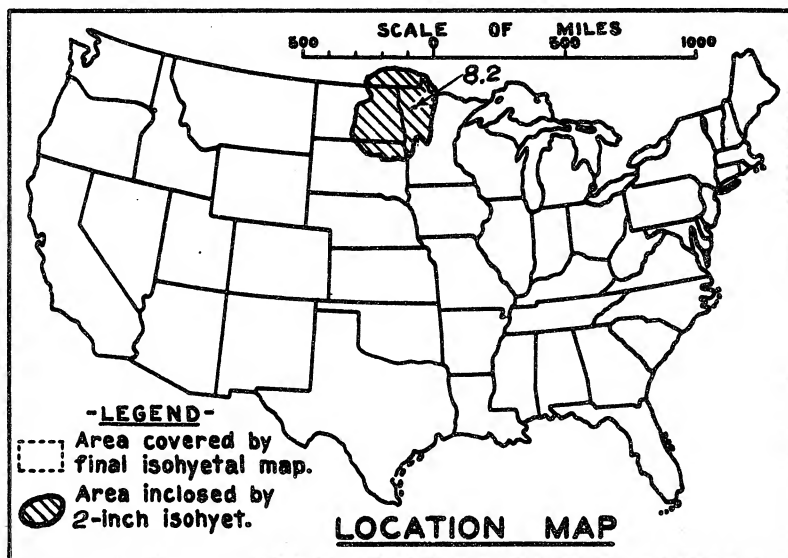 SCALE OF MILES
500 0 500 1000
8.2
-LEGEND-
Area covered by
final isohyetal map.
Area inclosed by
2-inch isohyet.
LOCATION MAP